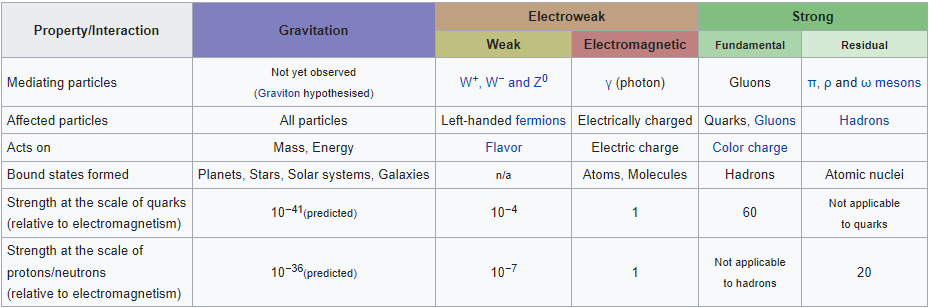 Property/Interaction Gravitation Electroweak Strong
Weak Electromagnetic Fundamental Residual
Mediating particles Not yet observed
(Graviton hypothesised) W⁺, W⁻ and Z⁰ γ (photon) Gluons π, ρ and ω mesons
Affected particles All particles Left-handed fermions Electrically charged Quarks, Gluons Hadrons
Acts on Mass, Energy Flavor Electric charge Color charge
Bound states formed Planets, Stars, Solar systems, Galaxies n/a Atoms, Molecules Hadrons Atomic nuclei
Strength at the scale of quarks
(relative to electromagnetism) 10⁻⁴¹(predicted) 10⁻⁴ 1 60 Not applicable
to quarks
Strength at the scale of
protons/neutrons
(relative to electromagnetism) 10⁻³⁶(predicted) 10⁻⁷ 1 Not applicable
to hadrons 20